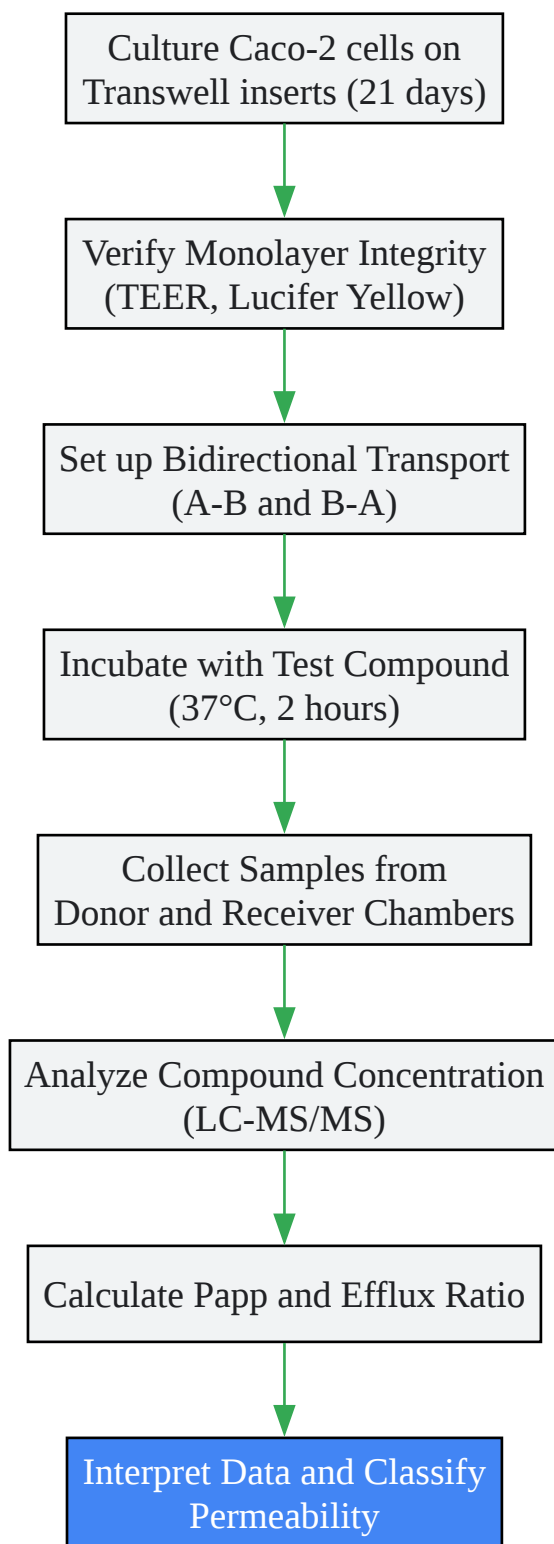 Culture Caco-2 cells on
Transwell inserts (21 days)
Verify Monolayer Integrity
(TEER, Lucifer Yellow)
Set up Bidirectional Transport
(A-B and B-A)
Incubate with Test Compound
(37°C, 2 hours)
Collect Samples from
Donor and Receiver Chambers
Analyze Compound Concentration
(LC-MS/MS)
Calculate Papp and Efflux Ratio
Interpret Data and Classify
Permeability